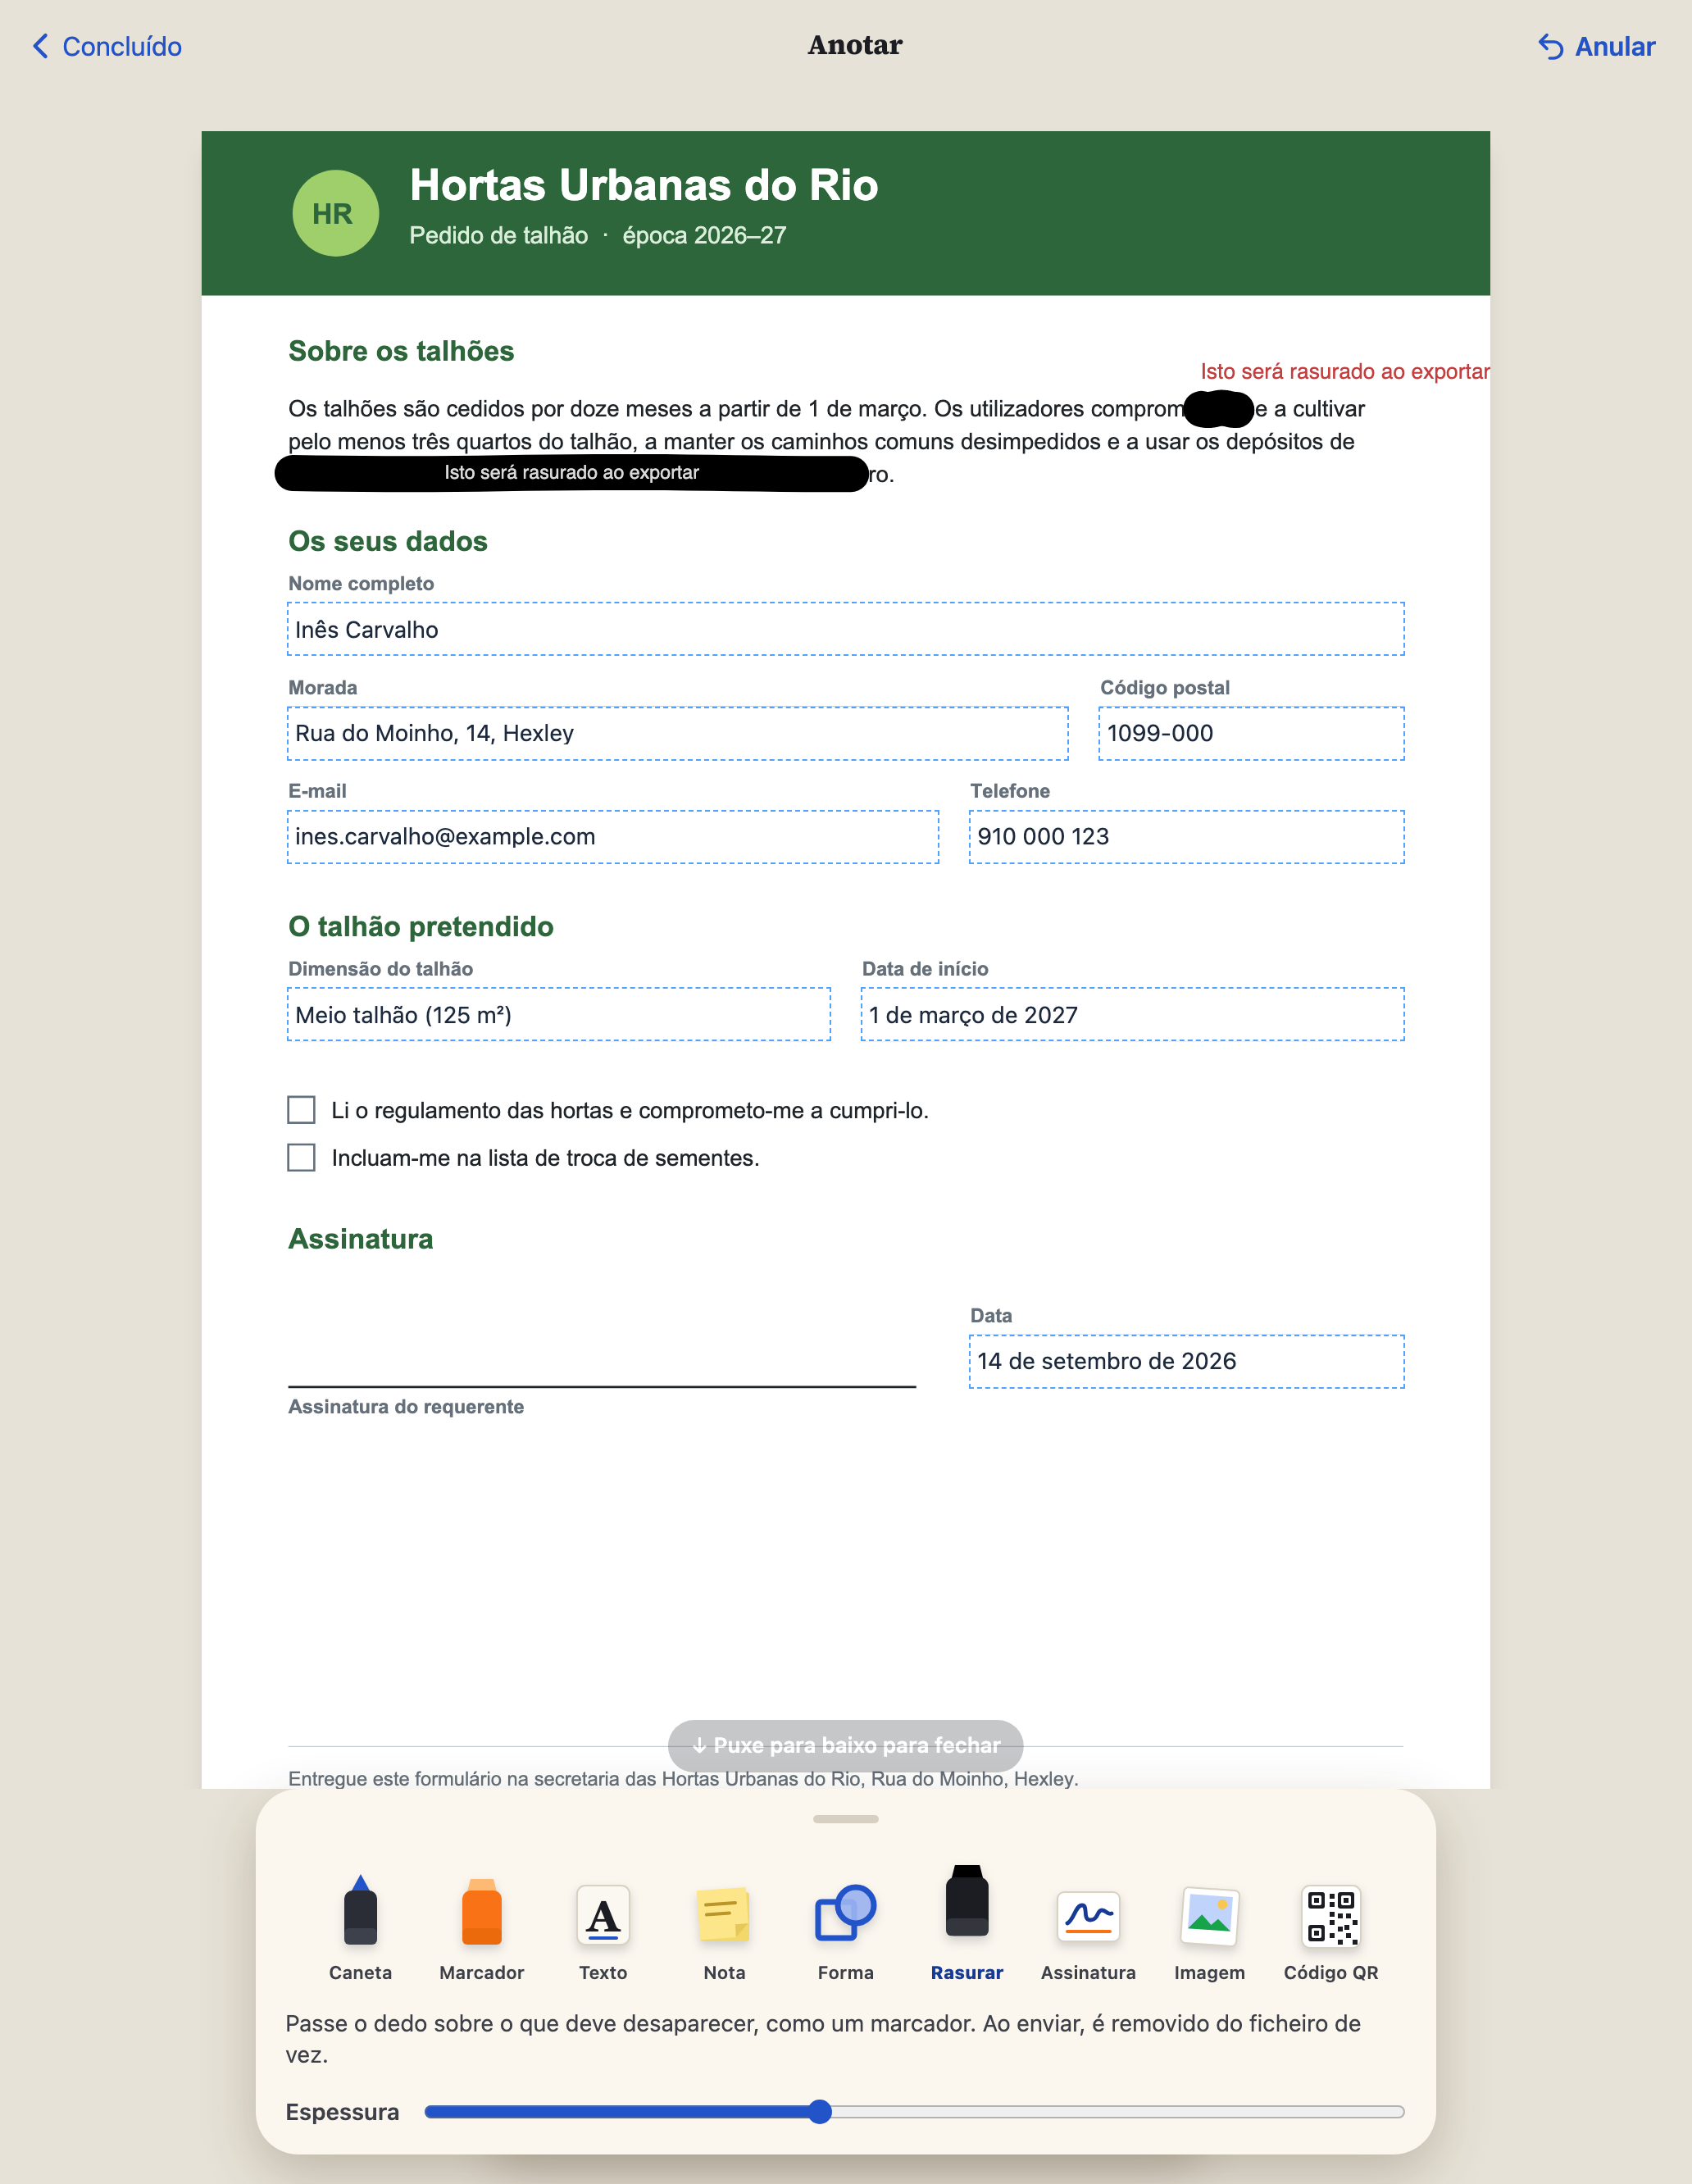 Concluído
Anotar
Anular
HR
Hortas Urbanas do Rio
Pedido de talhão · época 2026–27
Sobre os talhões
Isto será rasurado ao exportar
Os talhões são cedidos por doze meses a partir de 1 de março. Os utilizadores comprom e a cultivar
pelo menos três quartos do talhão, a manter os caminhos comuns desimpedidos e a usar os depósitos de
Isto será rasurado ao exportar ro.
Os seus dados
Nome completo
Inês Carvalho
Morada Código postal
Rua do Moinho, 14, Hexley 1099-000
E-mail Telefone
ines.carvalho@example.com 910 000 123
O talhão pretendido
Dimensão do talhão Data de início
Meio talhão (125 m²) 1 de março de 2027
Li o regulamento das hortas e comprometo-me a cumpri-lo.
Incluam-me na lista de troca de sementes.
Assinatura
Data
14 de setembro de 2026
Assinatura do requerente
↓ Puxe para baixo para fechar
Entregue este formulário na secretaria das Hortas Urbanas do Rio, Rua do Moinho, Hexley.
A
Caneta Marcador Texto Nota Forma Rasurar Assinatura Imagem Código QR
Passe o dedo sobre o que deve desaparecer, como um marcador. Ao enviar, é removido do ficheiro de
vez.
Espessura